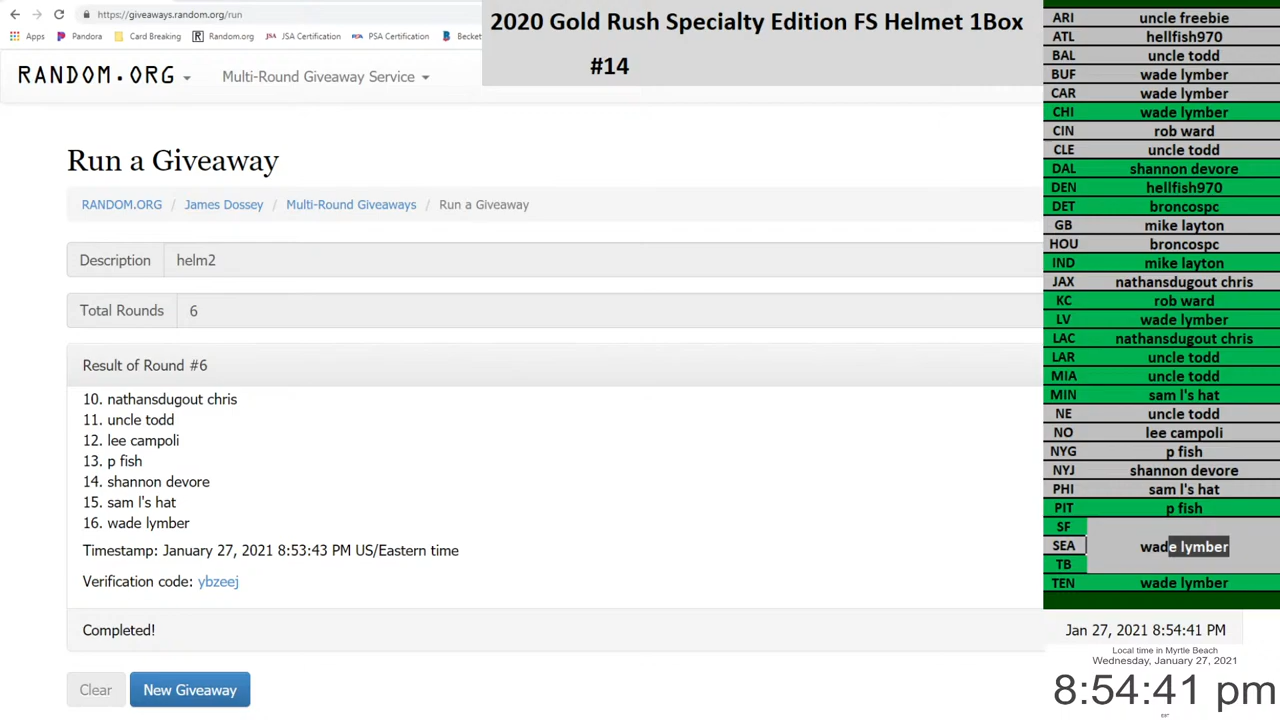 https://giveaways.random.org/run
Apps Pandora Card Breaking Random.org JSA Certification PSA Certification Becket
2020 Gold Rush Specialty Edition FS Helmet 1Box
#14
RANDOM.ORG Multi-Round Giveaway Service
Run a Giveaway
RANDOM.ORG / James Dossey / Multi-Round Giveaways / Run a Giveaway
Description helm2
Total Rounds 6
Result of Round #6
10. nathansdugout chris
11. uncle todd
12. lee campoli
13. p fish
14. shannon devore
15. sam l's hat
16. wade lymber
Timestamp: January 27, 2021 8:53:43 PM US/Eastern time
Verification code: ybzeej
Completed!
Clear New Giveaway
ARI uncle freebie
ATL hellfish970
BAL uncle todd
BUF wade lymber
CAR wade lymber
CHI wade lymber
CIN rob ward
CLE uncle todd
DAL shannon devore
DEN hellfish970
DET broncospc
GB mike layton
HOU broncospc
IND mike layton
JAX nathansdugout chris
KC rob ward
LV wade lymber
LAC nathansdugout chris
LAR uncle todd
MIA uncle todd
MIN sam l's hat
NE uncle todd
NO lee campoli
NYG p fish
NYJ shannon devore
PHI sam l's hat
PIT p fish
SF
SEA wade lymber
TB
TEN wade lymber
Jan 27, 2021 8:54:41 PM
Local time in Myrtle Beach
Wednesday, January 27, 2021
8:54:41 pm